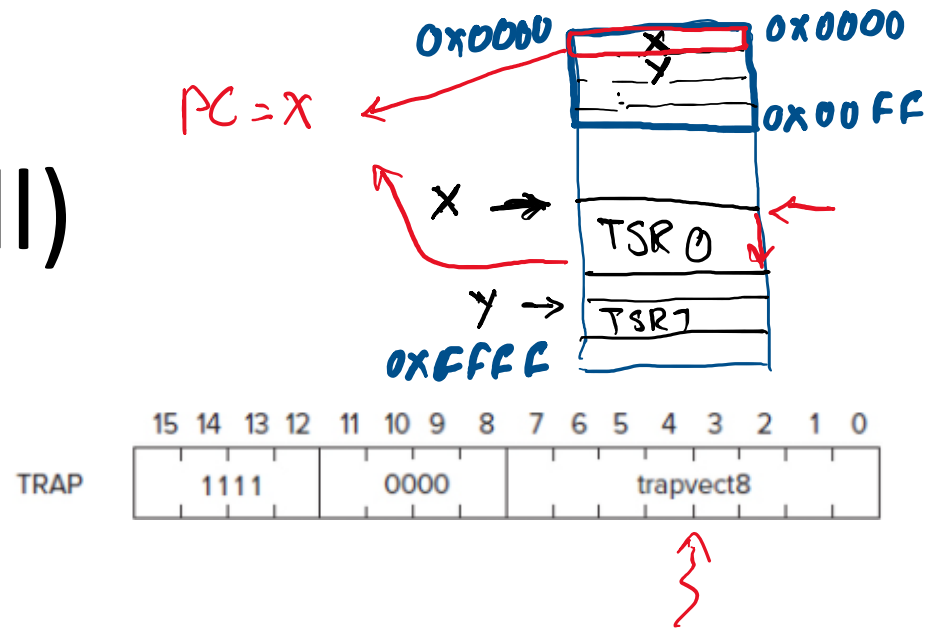 0x0000 0x0000
X
Y
PC = X
0x00FF
ll)
X
TSR 0
Y
TSR 1
0xFFFF
15 14 13 12 11 10 9 8 7 6 5 4 3 2 1 0
TRAP 1111 0000 trapvect8